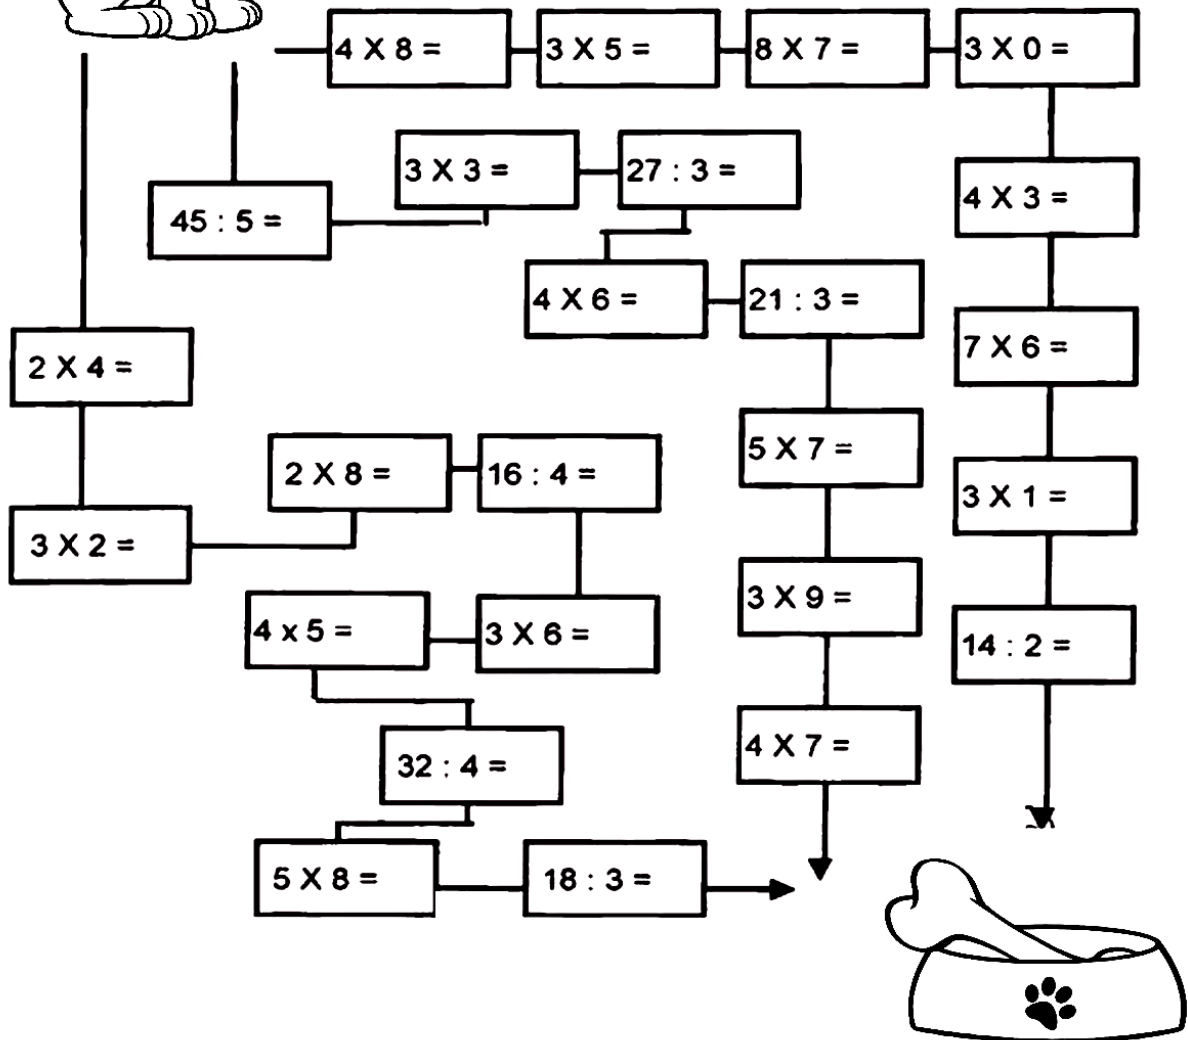 4 X 8 =
3 X 5 =
8 X 7 =
3 X 0 =
3 X 3 =
27 : 3 =
4 X 3 =
45 : 5 =
4 X 6 =
21 : 3 =
7 X 6 =
2 X 4 =
5 X 7 =
2 X 8 =
16 : 4 =
3 X 1 =
3 X 2 =
3 X 9 =
4 x 5 =
3 X 6 =
14 : 2 =
4 X 7 =
32 : 4 =
5 X 8 =
18 : 3 =